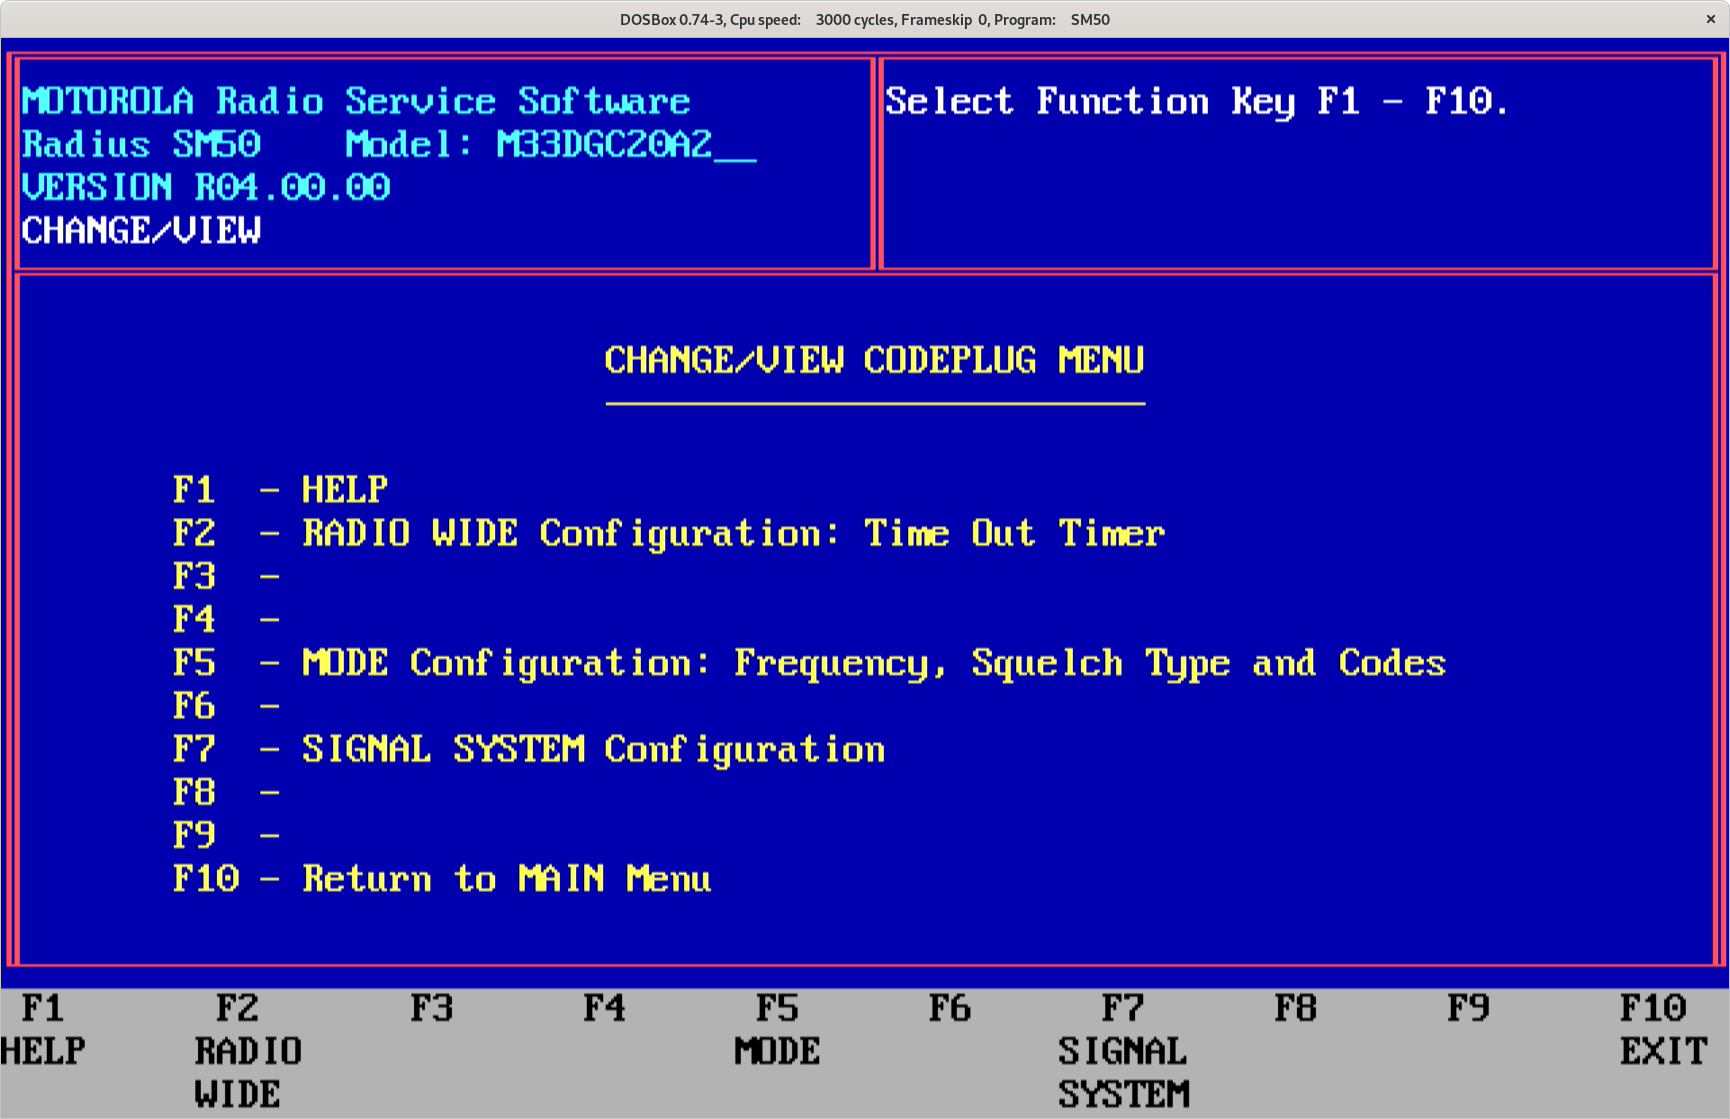 DOSBox 0.74-3, Cpu speed:    3000 cycles, Frameskip  0, Program:    SM50
×
MOTOROLA Radio Service Software
Radius SM50    Model: M33DGC20A2__
VERSION R04.00.00
CHANGE/VIEW
Select Function Key F1 - F10.
CHANGE/VIEW CODEPLUG MENU
F1  - HELP
F2  - RADIO WIDE Configuration: Time Out Timer
F3  -
F4  -
F5  - MODE Configuration: Frequency, Squelch Type and Codes
F6  -
F7  - SIGNAL SYSTEM Configuration
F8  -
F9  -
F10 - Return to MAIN Menu
F1 F2 F3 F4 F5 F6 F7 F8 F9 F10
HELP RADIO MODE SIGNAL EXIT
WIDE SYSTEM